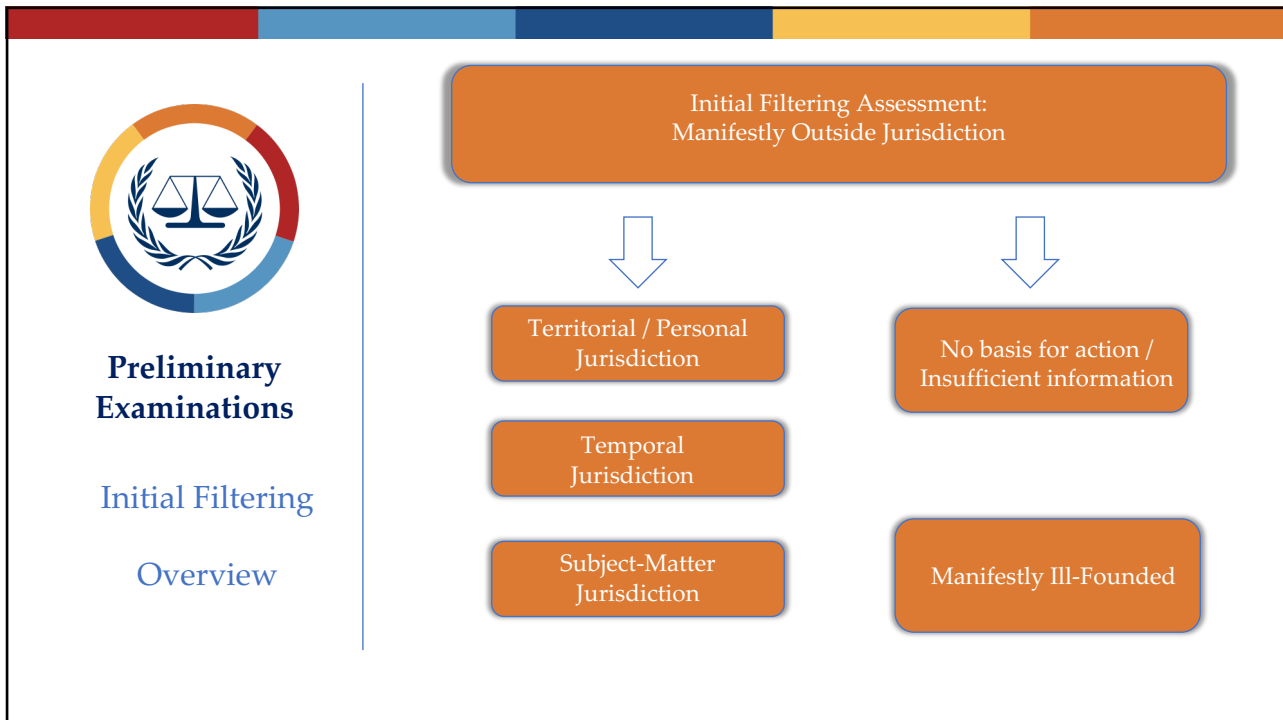 Preliminary
Examinations
Initial Filtering
Overview
Initial Filtering Assessment:
Manifestly Outside Jurisdiction
Territorial / Personal
Jurisdiction
Temporal
Jurisdiction
Subject-Matter
Jurisdiction
No basis for action /
Insufficient information
Manifestly Ill-Founded